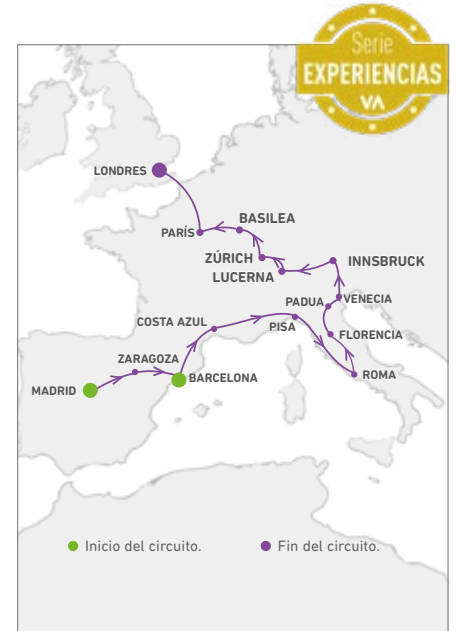 Serie
EXPERIENCIAS
VA
LONDRES
BASILEA
PARÍS
ZÚRICH
INNSBRUCK
LUCERNA
PADUA
VENECIA
COSTA AZUL
PISA
FLORENCIA
ZARAGOZA
ROMA
BARCELONA
MADRID
Inicio del circuito.
Fin del circuito.